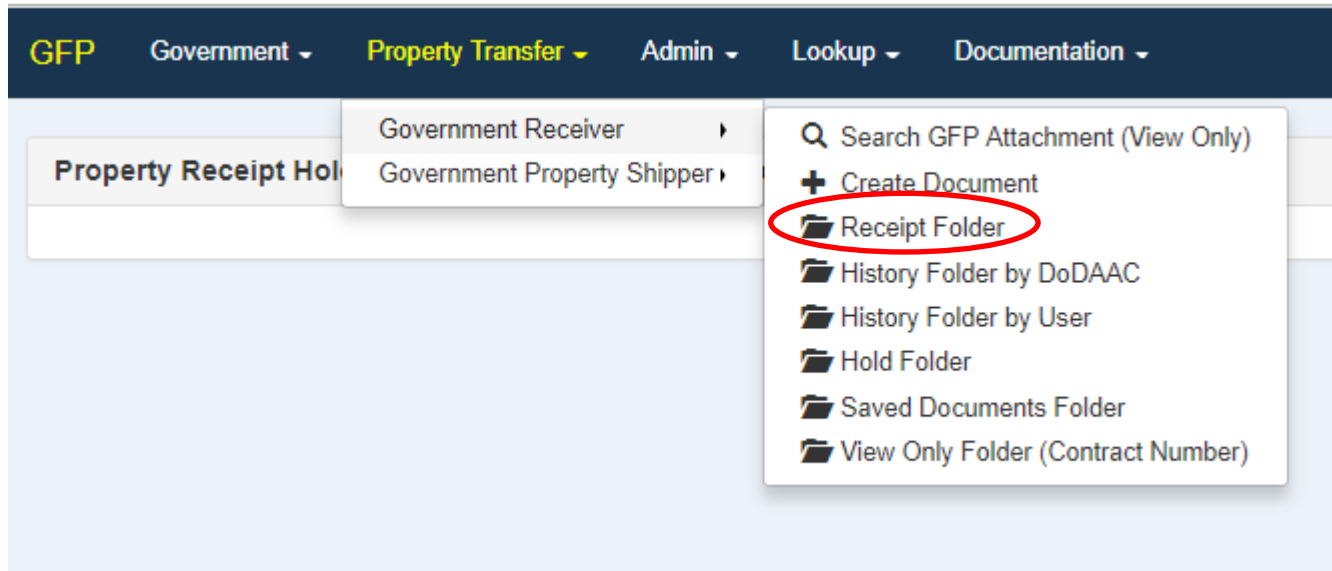 GFP Government Property Transfer Admin Lookup Documentation
Government Receiver
Government Property Shipper
Property Receipt
Search GFP Attachment (View Only)
Create Document
Receipt Folder
History Folder by DoDAAC
History Folder by User
Hold Folder
Saved Documents Folder
View Only Folder (Contract Number)